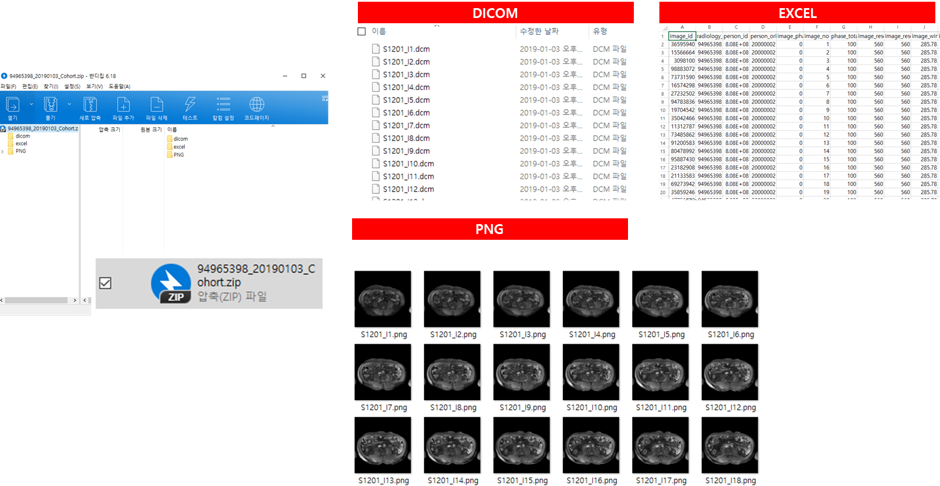 94965398_20190103_Cohort.zip - 반디집 6.18
파일(F) 편집(E) 찾기(I) 설정(S) 보기(V) 도움말(A)
열기 풀기 새로 압축 파일 추가 파일 삭제 테스트 칼럼 설정 코드페이지
94965398_20190103_Cohort.z
dicom
excel
PNG
압축 크기 원본 크기 이름
dicom
excel
PNG
94965398_20190103_C
ohort.zip
압축(ZIP) 파일
ZIP
DICOM
이름 수정한 날짜 유형
S1201_I1.dcm 2019-01-03 오후... DCM 파일
S1201_I2.dcm 2019-01-03 오후... DCM 파일
S1201_I3.dcm 2019-01-03 오후... DCM 파일
S1201_I4.dcm 2019-01-03 오후... DCM 파일
S1201_I5.dcm 2019-01-03 오후... DCM 파일
S1201_I6.dcm 2019-01-03 오후... DCM 파일
S1201_I7.dcm 2019-01-03 오후... DCM 파일
S1201_I8.dcm 2019-01-03 오후... DCM 파일
S1201_I9.dcm 2019-01-03 오후... DCM 파일
S1201_I10.dcm 2019-01-03 오후... DCM 파일
S1201_I11.dcm 2019-01-03 오후... DCM 파일
S1201_I12.dcm 2019-01-03 오후... DCM 파일
EXCEL
A B C D E F G H I J
1 image_id radiology_ person_id person_ori image_pha image_no phase_tota image_res image_res image_win
2 36595940 94965398 8.08E+08 20000002 0 1 100 560 560 285.78
3 15566664 94965398 8.08E+08 20000002 0 2 100 560 560 285.78
4 3098100 94965398 8.08E+08 20000002 0 3 100 560 560 285.78
5 98883072 94965398 8.08E+08 20000002 0 4 100 560 560 285.78
6 73731590 94965398 8.08E+08 20000002 0 5 100 560 560 285.78
7 16574298 94965398 8.08E+08 20000002 0 6 100 560 560 285.78
8 27232502 94965398 8.08E+08 20000002 0 7 100 560 560 285.78
9 94783836 94965398 8.08E+08 20000002 0 8 100 560 560 285.78
10 19704542 94965398 8.08E+08 20000002 0 9 100 560 560 285.78
11 35042466 94965398 8.08E+08 20000002 0 10 100 560 560 285.78
12 11312787 94965398 8.08E+08 20000002 0 11 100 560 560 285.78
13 73485862 94965398 8.08E+08 20000002 0 12 100 560 560 285.78
14 91200583 94965398 8.08E+08 20000002 0 13 100 560 560 285.78
15 80478992 94965398 8.08E+08 20000002 0 14 100 560 560 285.78
16 95887430 94965398 8.08E+08 20000002 0 15 100 560 560 285.78
17 23182908 94965398 8.08E+08 20000002 0 16 100 560 560 285.78
18 21133583 94965398 8.08E+08 20000002 0 17 100 560 560 285.78
19 69273942 94965398 8.08E+08 20000002 0 18 100 560 560 285.78
20 35859246 94965398 8.08E+08 20000002 0 19 100 560 560 285.78
PNG
S1201_I1.png S1201_I2.png S1201_I3.png S1201_I4.png S1201_I5.png S1201_I6.png
S1201_I7.png S1201_I8.png S1201_I9.png S1201_I10.png S1201_I11.png S1201_I12.png
S1201_I13.png S1201_I14.png S1201_I15.png S1201_I16.png S1201_I17.png S1201_I18.png